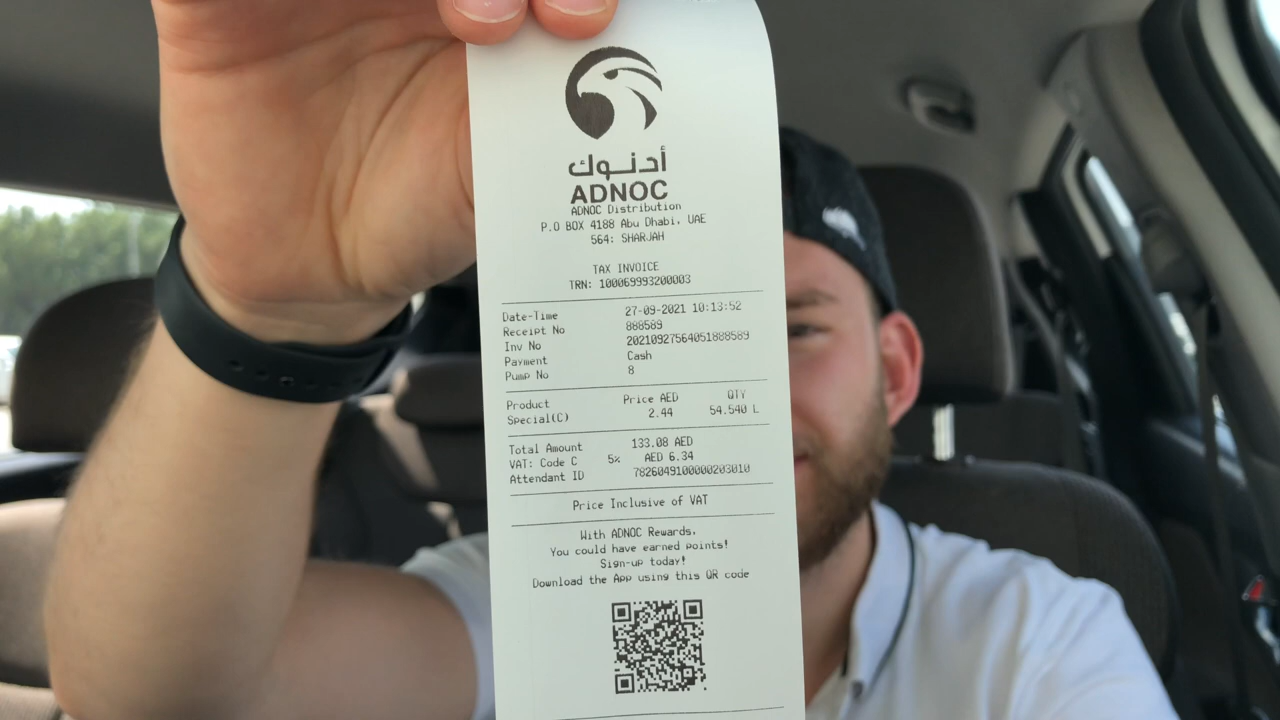 أدنوك
ADNOC
ADNOC Distribution
P.O BOX 4188 Abu Dhabi, UAE
564: SHARJAH
TAX INVOICE
TRN: 100069993200003
Date-Time 27-09-2021 10:13:52
Receipt No 888589
Inv No 20210927564051888589
Payment Cash
Pump No 8
Product Price AED QTY
Special(C) 2.44 54.540 L
Total Amount 133.08 AED
VAT: Code C 5% AED 6.34
Attendant ID 7826049100000203010
Price Inclusive of VAT
With ADNOC Rewards,
You could have earned points!
Sign-up today!
Download the App using this QR code